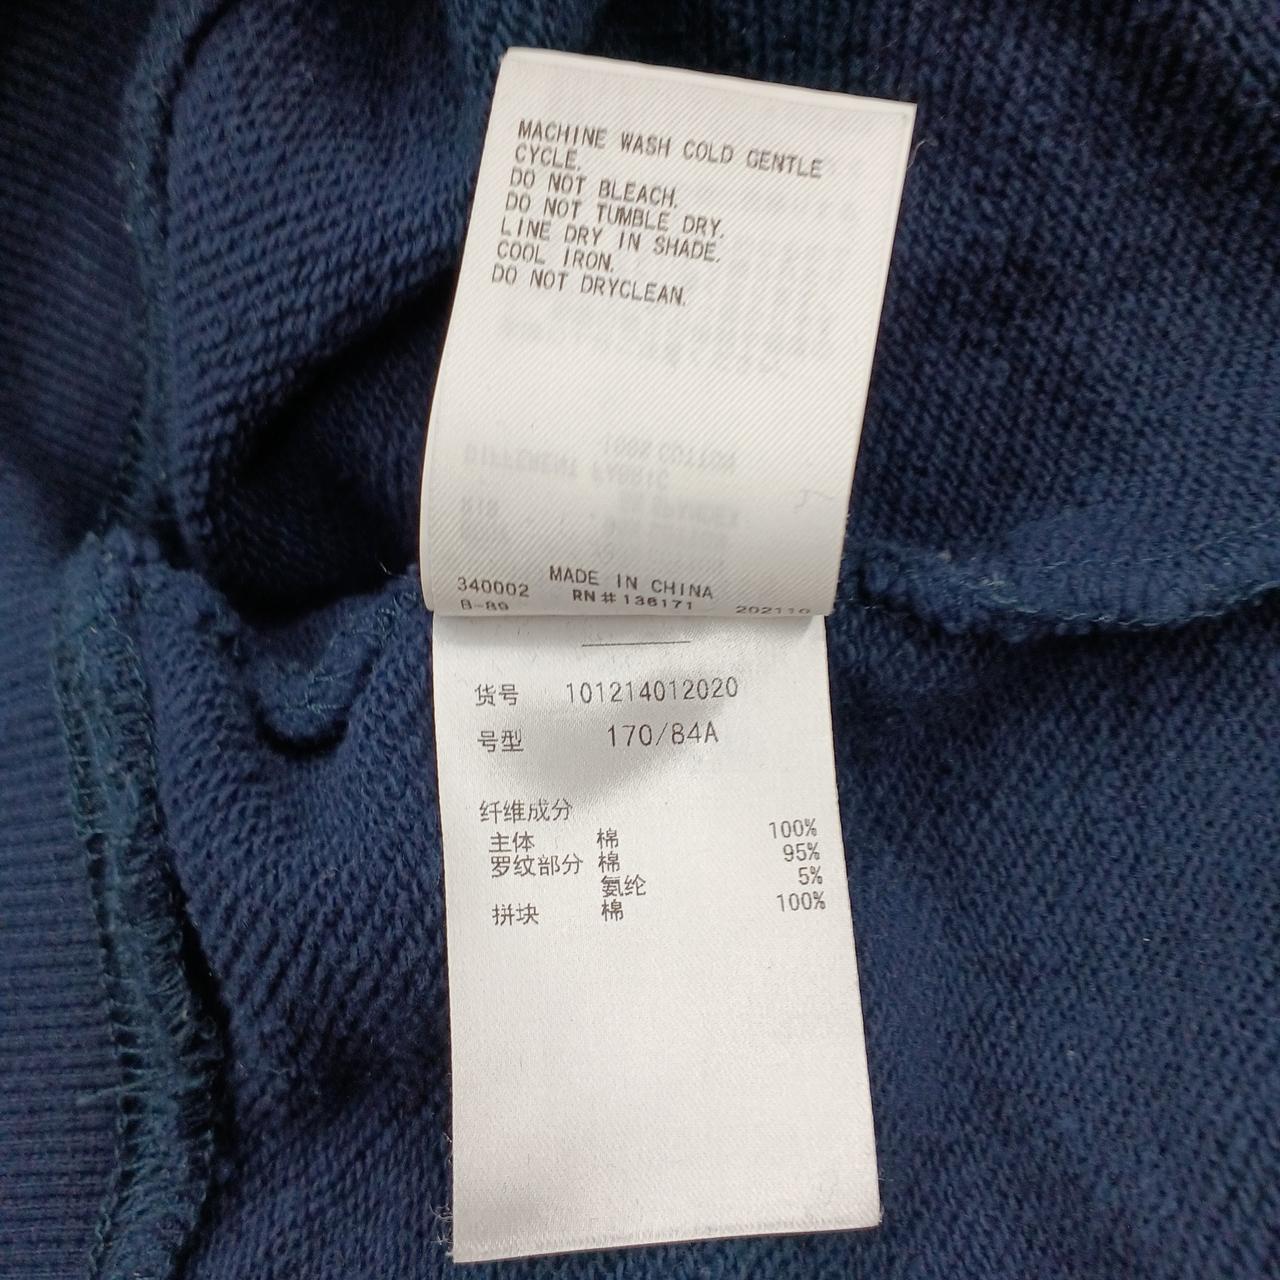 MACHINE WASH COLD GENTLE
CYCLE.
DO NOT BLEACH.
DO NOT TUMBLE DRY.
LINE DRY IN SHADE.
COOL IRON.
DO NOT DRYCLEAN.
MADE IN CHINA
340002 RN#136171
B-89 202110
货号 101214012020
号型 170/84A
纤维成分
主体 棉 100%
罗纹部分 棉 95%
氨纶 5%
拼块 棉 100%